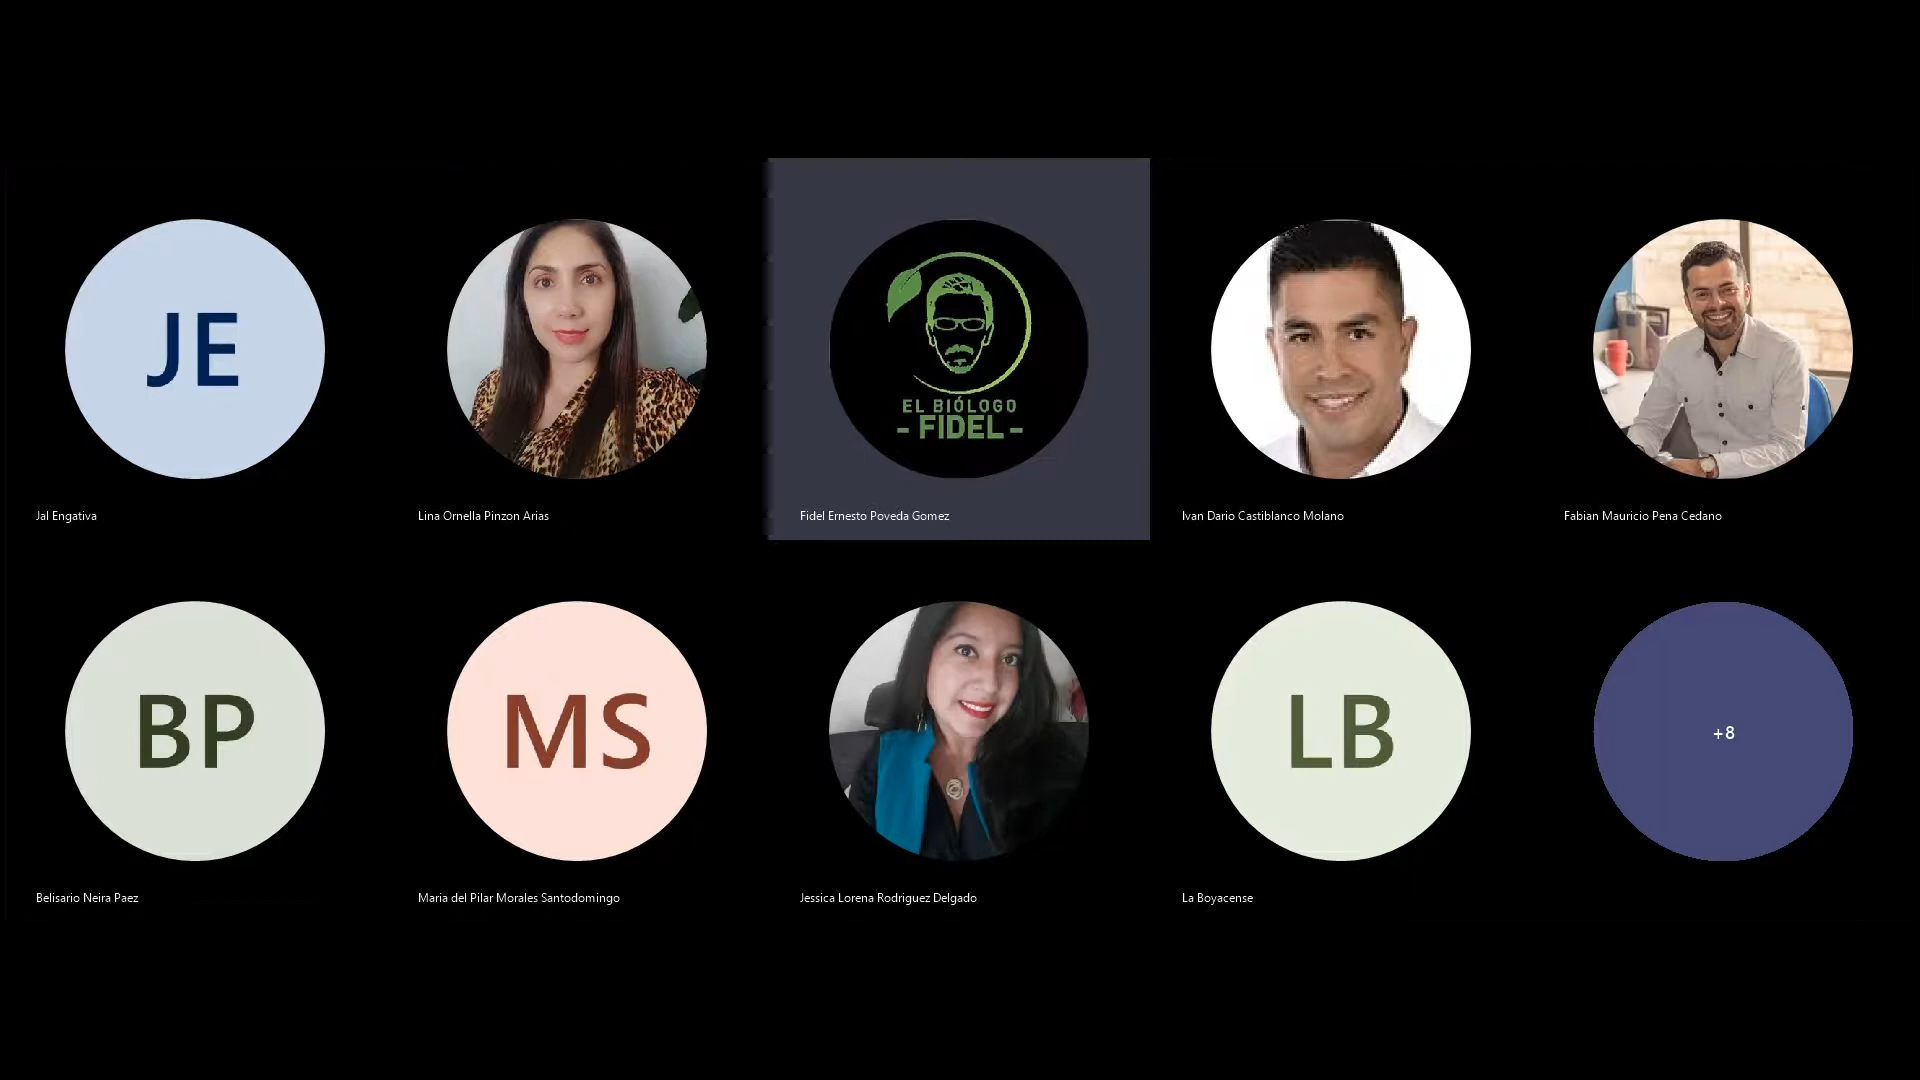 JE
EL BIÓLOGO
- FIDEL -
Jal Engativa
Lina Ornella Pinzon Arias
Fidel Ernesto Poveda Gomez
Ivan Dario Castiblanco Molano
Fabian Mauricio Pena Cedano
BP
MS
LB
+8
Belisario Neira Paez
Maria del Pilar Morales Santodomingo
Jessica Lorena Rodriguez Delgado
La Boyacense